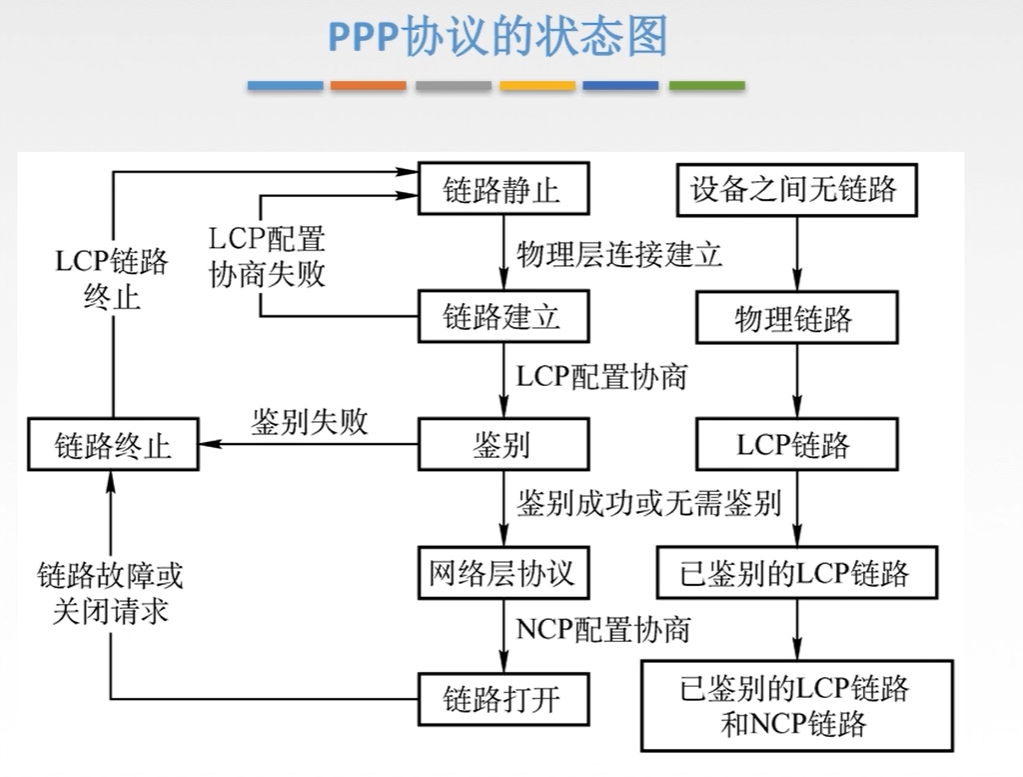 PPP协议的状态图
链路静止
设备之间无链路
LCP配置
协商失败
物理层连接建立
LCP链路
终止
链路建立
物理链路
LCP配置协商
鉴别失败
链路终止
鉴别
LCP链路
鉴别成功或无需鉴别
链路故障或
关闭请求
网络层协议
已鉴别的LCP链路
NCP配置协商
链路打开
已鉴别的LCP链路
和NCP链路